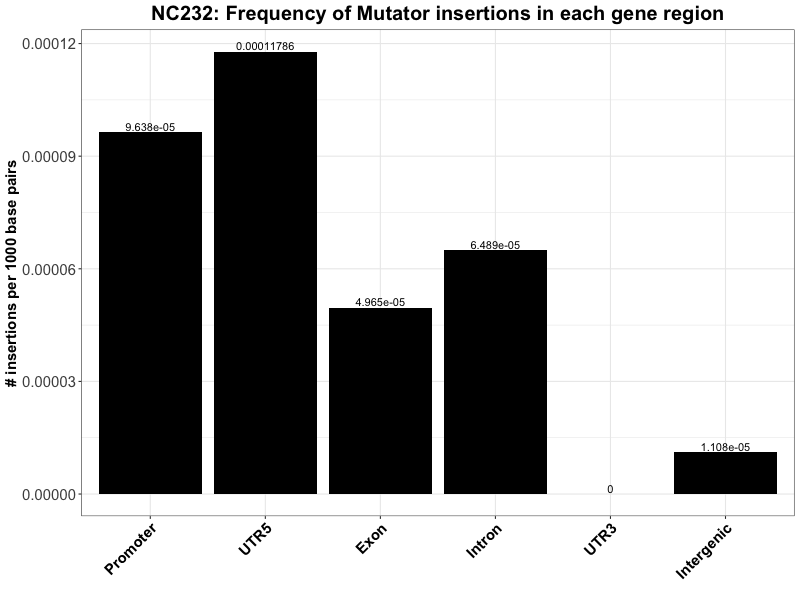 NC232: Frequency of Mutator insertions in each gene region
# insertions per 1000 base pairs
0.00012
0.00009
0.00006
0.00003
0.00000
9.638e-05
0.00011786
4.965e-05
6.489e-05
0
1.108e-05
Promoter
UTR5
Exon
Intron
UTR3
Intergenic